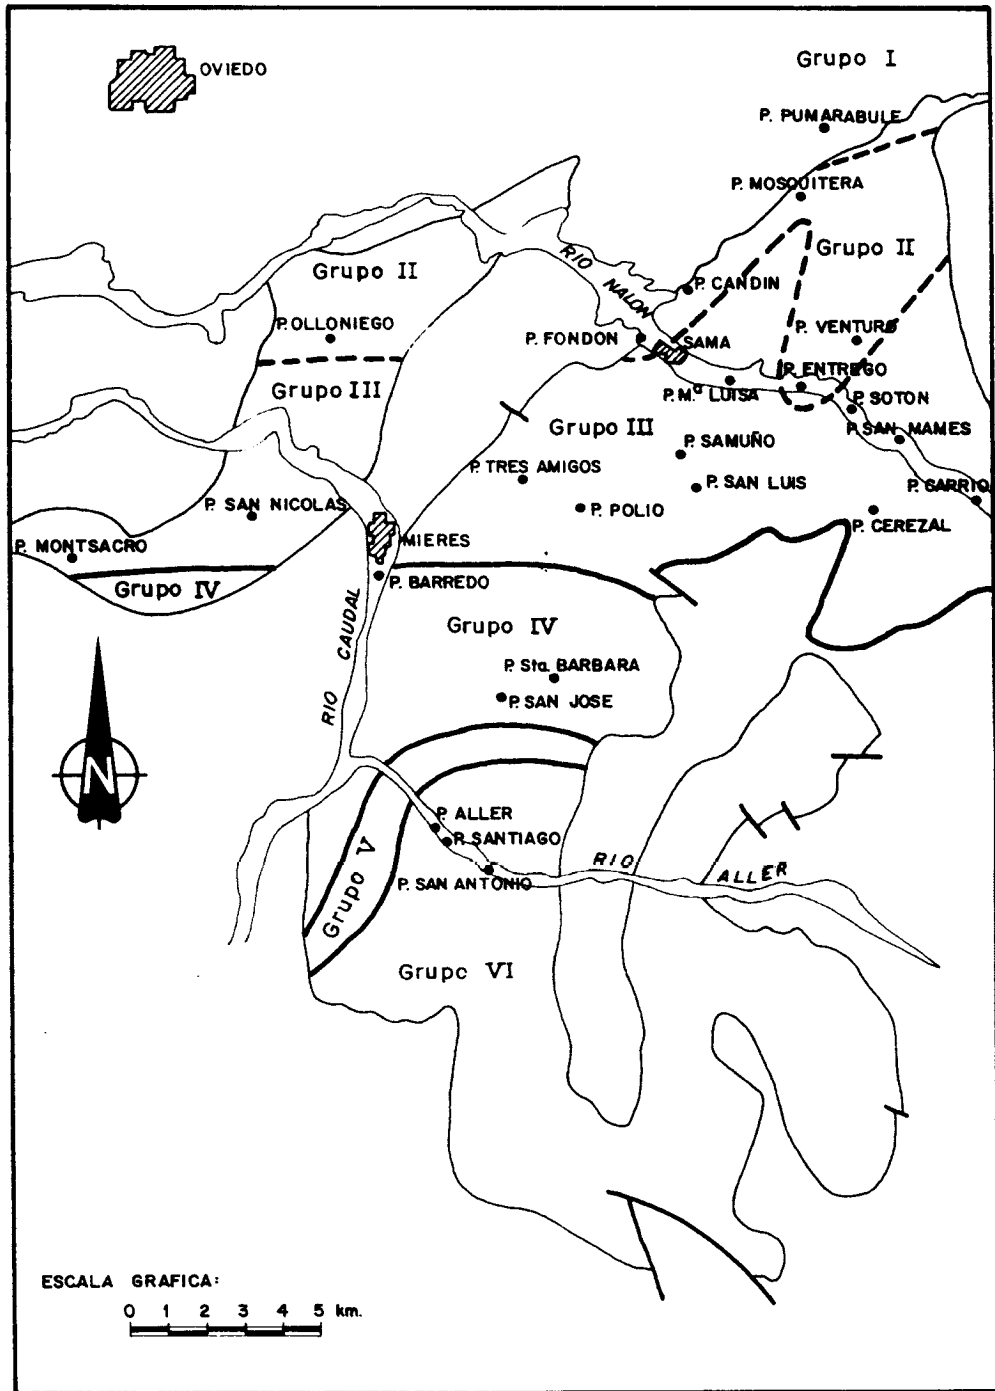 OVIEDO
Grupo I
P. PUMARABULE
P. MOSQUITERA
Grupo II
Grupo II
RIO NALON
P. CANDIN
P. OLLONIEGO
P. FONDON
SAMA
P. VENTURO
P. ENTREGO
Grupo III
P. Mª LUISA
P. SOTON
Grupo III
P. SAN MAMES
P. SAMUÑO
P. TRES AMIGOS
P. SAN LUIS
P. CARRIO
P. SAN NICOLAS
P. POLIO
P. CEREZAL
MIERES
P. MONTSACRO
P. BARREDO
Grupo IV
RIO CAUDAL
Grupo IV
P. Sta. BARBARA
P. SAN JOSE
N
P. ALLER
P. SANTIAGO
RIO ALLER
P. SAN ANTONIO
Grupo V
Grupo VI
ESCALA GRAFICA:
0 1 2 3 4 5 km.